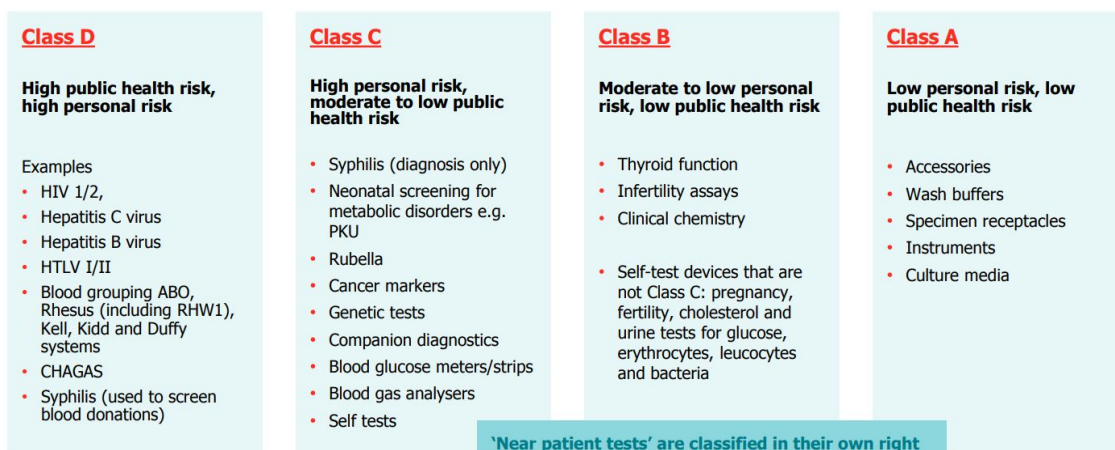 Class D
High public health risk,
high personal risk
Examples
• HIV 1/2,
• Hepatitis C virus
• Hepatitis B virus
• HTLV I/II
• Blood grouping ABO,
Rhesus (including RHW1),
Kell, Kidd and Duffy
systems
• CHAGAS
• Syphilis (used to screen
blood donations)
Class C
High personal risk,
moderate to low public
health risk
• Syphilis (diagnosis only)
• Neonatal screening for
metabolic disorders e.g.
PKU
• Rubella
• Cancer markers
• Genetic tests
• Companion diagnostics
• Blood glucose meters/strips
• Blood gas analysers
• Self tests
Class B
Moderate to low personal
risk, low public health risk
• Thyroid function
• Infertility assays
• Clinical chemistry
• Self-test devices that are
not Class C: pregnancy,
fertility, cholesterol and
urine tests for glucose,
erythrocytes, leucocytes
and bacteria
Class A
Low personal risk, low
public health risk
• Accessories
• Wash buffers
• Specimen receptacles
• Instruments
• Culture media
‘Near patient tests’ are classified in their own right